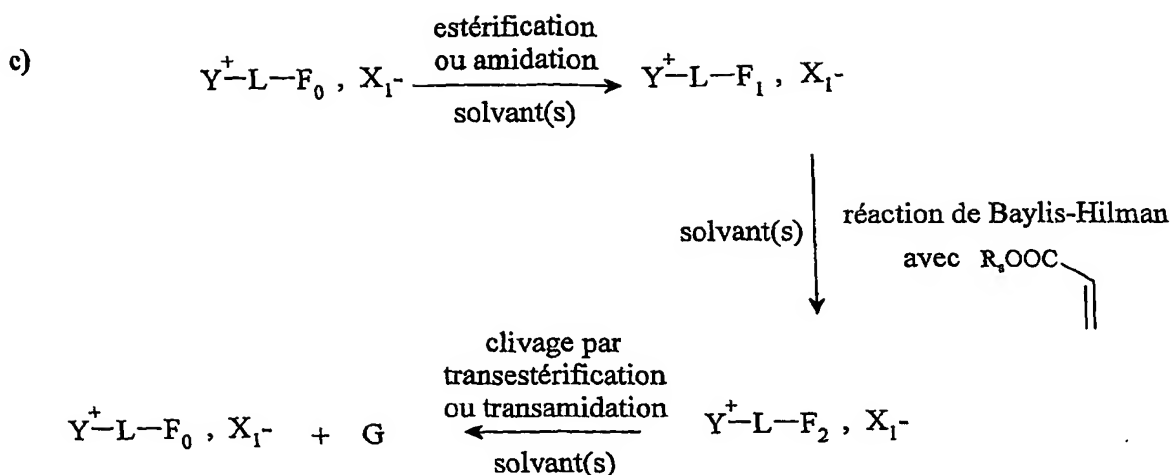 c)
estérification
ou amidation
Y⁺—L—F₀ , X₁- Y⁺—L—F₁ , X₁-
solvant(s)
solvant(s)
réaction de Baylis-Hilman
avec RₛOOC
clivage par
transestérification
ou transamidation
Y⁺—L—F₀ , X₁- + G Y⁺—L—F₂ , X₁-
solvant(s)